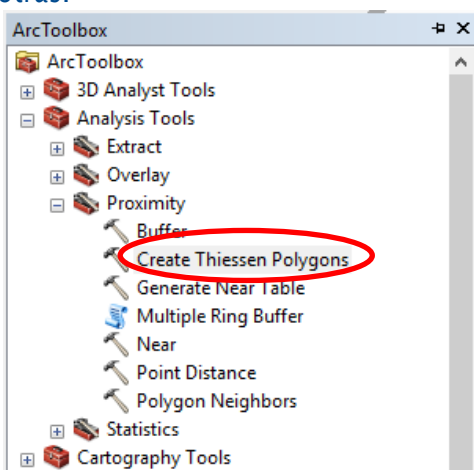 ArcToolbox
ArcToolbox
3D Analyst Tools
Analysis Tools
Extract
Overlay
Proximity
Buffer
Create Thiessen Polygons
Generate Near Table
Multiple Ring Buffer
Near
Point Distance
Polygon Neighbors
Statistics
Cartography Tools